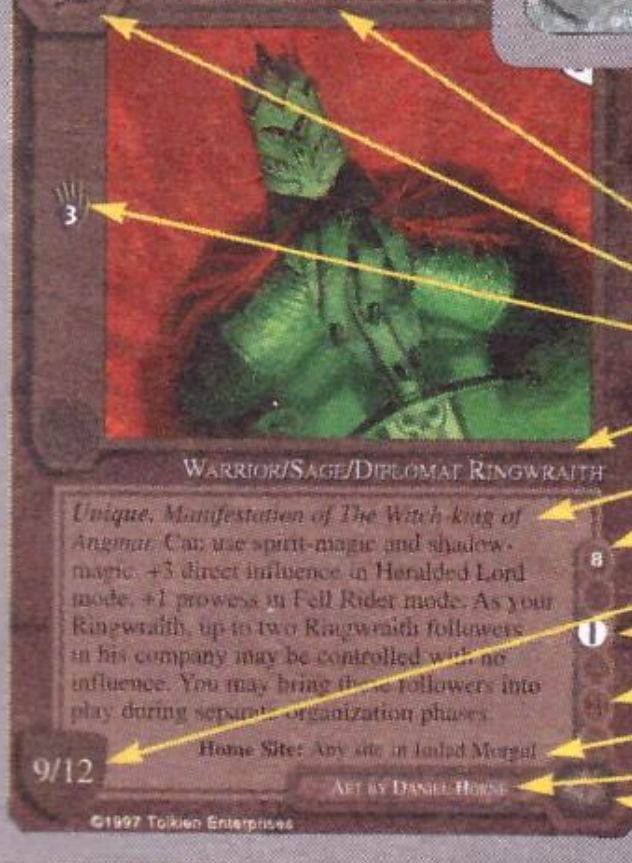 3
WARRIOR/SAGE/DIPLOMAT RINGWRAITH
Unique. Manifestation of The Witch-king of
Angmar. Can use spirit-magic and shadow-
magic. +3 direct influence in Heralded Lord
mode. +1 prowess in Fell Rider mode. As your
8
Ringwraith, up to two Ringwraith followers
in his company may be controlled with no
influence. You may bring these followers into
play during separate organization phases.
Home Site: Any site in Imlad Morgul
9/12
ART BY DANIEL HORNE
©1997 Tolkien Enterprises